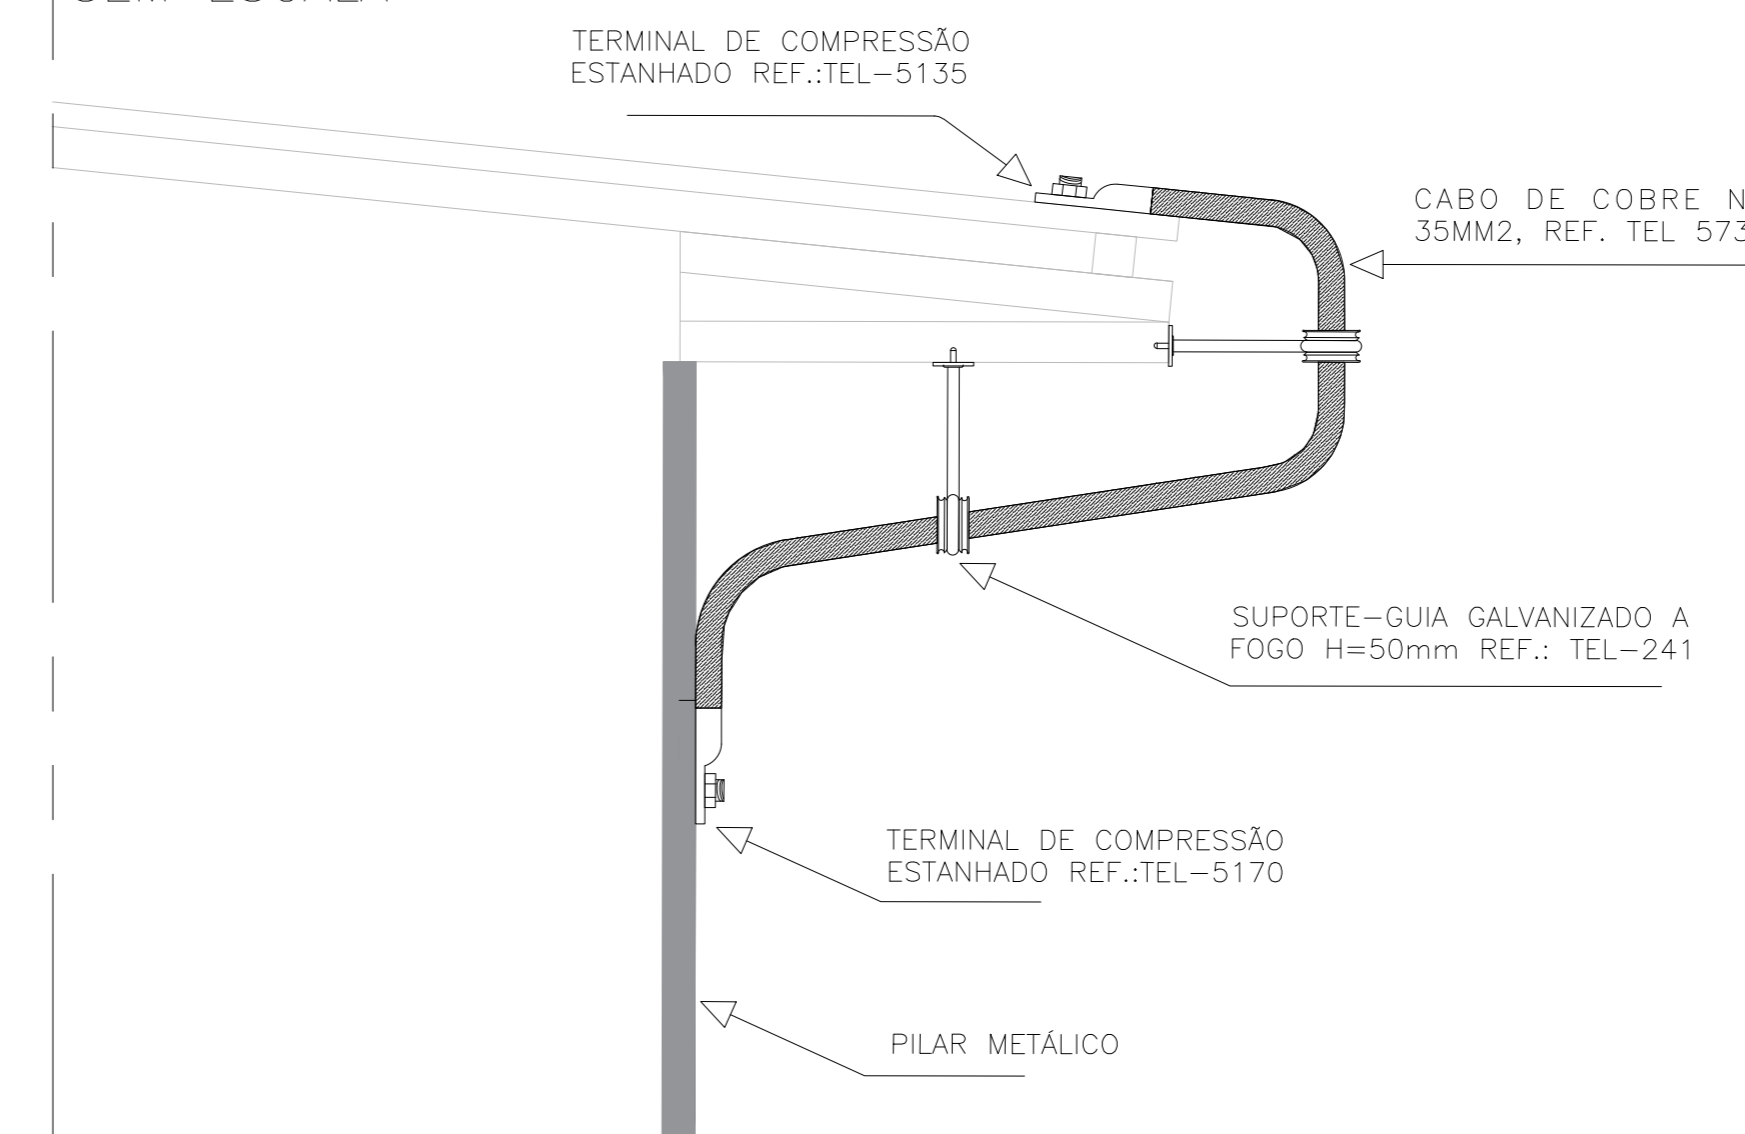 TERMINAL DE COMPRESSÃO
ESTANHADO REF.:TEL-5135
CABO DE COBRE
35MM2, REF. TEL
SUPORTE-GUIA GALVANIZADO A
FOGO H=50mm REF.: TEL-241
TERMINAL DE COMPRESSÃO
ESTANHADO REF.:TEL-5170
PILAR METÁLICO